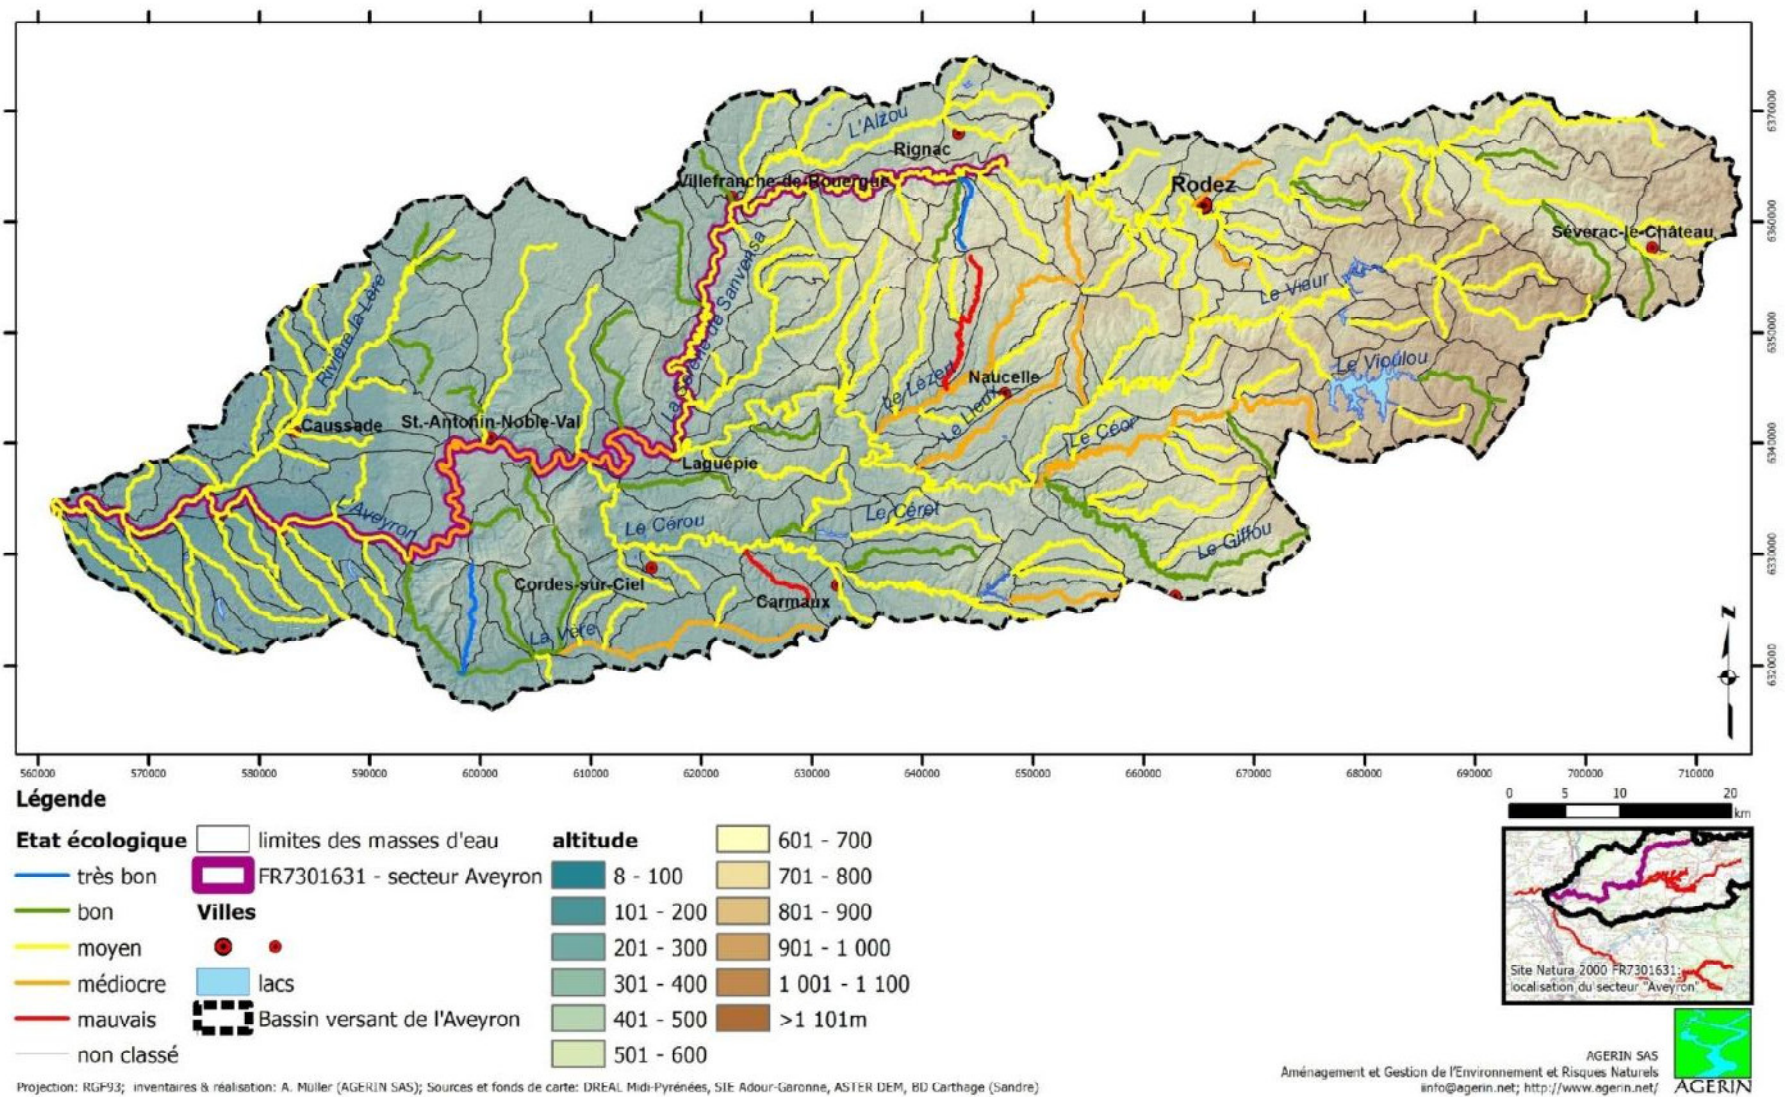 L'Alzou
Rignac
Villefranche-de-Rouergue
Rodez
Séverac-le-Château
Le Viaur
Le Vioulou
Rivière la Lère
Naucelle
Le Lézert
Le Lieux
Caussade
St.-Antonin-Noble-Val
Le Céor
Laguépie
L'Aveyron
Le Cérou
Le Céret
Le Giffou
Cordes-sur-Ciel
Carmaux
La Vère
6370000
6360000
6350000
6340000
6330000
6320000
N
560000 570000 580000 590000 600000 610000 620000 630000 640000 650000 660000 670000 680000 690000 700000 710000
Légende
Etat écologique
très bon
bon
moyen
médiocre
mauvais
non classé
limites des masses d'eau
FR7301631 - secteur Aveyron
Villes
lacs
Bassin versant de l'Aveyron
altitude
8 - 100
101 - 200
201 - 300
301 - 400
401 - 500
501 - 600
601 - 700
701 - 800
801 - 900
901 - 1 000
1 001 - 1 100
>1 101m
0 5 10 20
km
Site Natura 2000 FR7301631:
localisation du secteur "Aveyron"
AGERIN SAS
Aménagement et Gestion de l'Environnement et Risques Naturels
iinfo@agerin.net; http://www.agerin.net/
AGERIN
Projection: RGF93; inventaires & réalisation: A. Müller (AGERIN SAS); Sources et fonds de carte: DREAL Midi-Pyrénées, SIE Adour-Garonne, ASTER DEM, BD Carthage (Sandre)